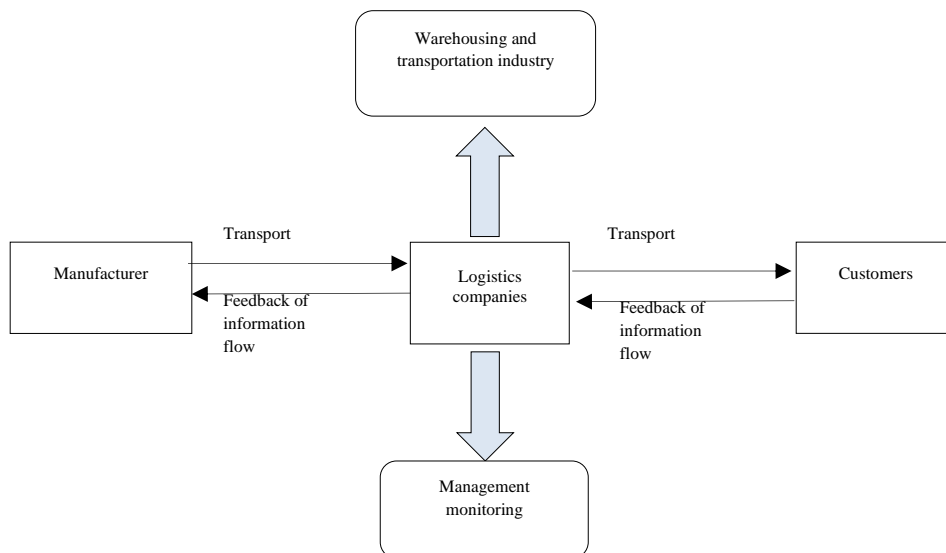 Warehousing and
transportation industry
Transport
Transport
Manufacturer
Logistics
companies
Customers
Feedback of
information
flow
Feedback of
information
flow
Management
monitoring